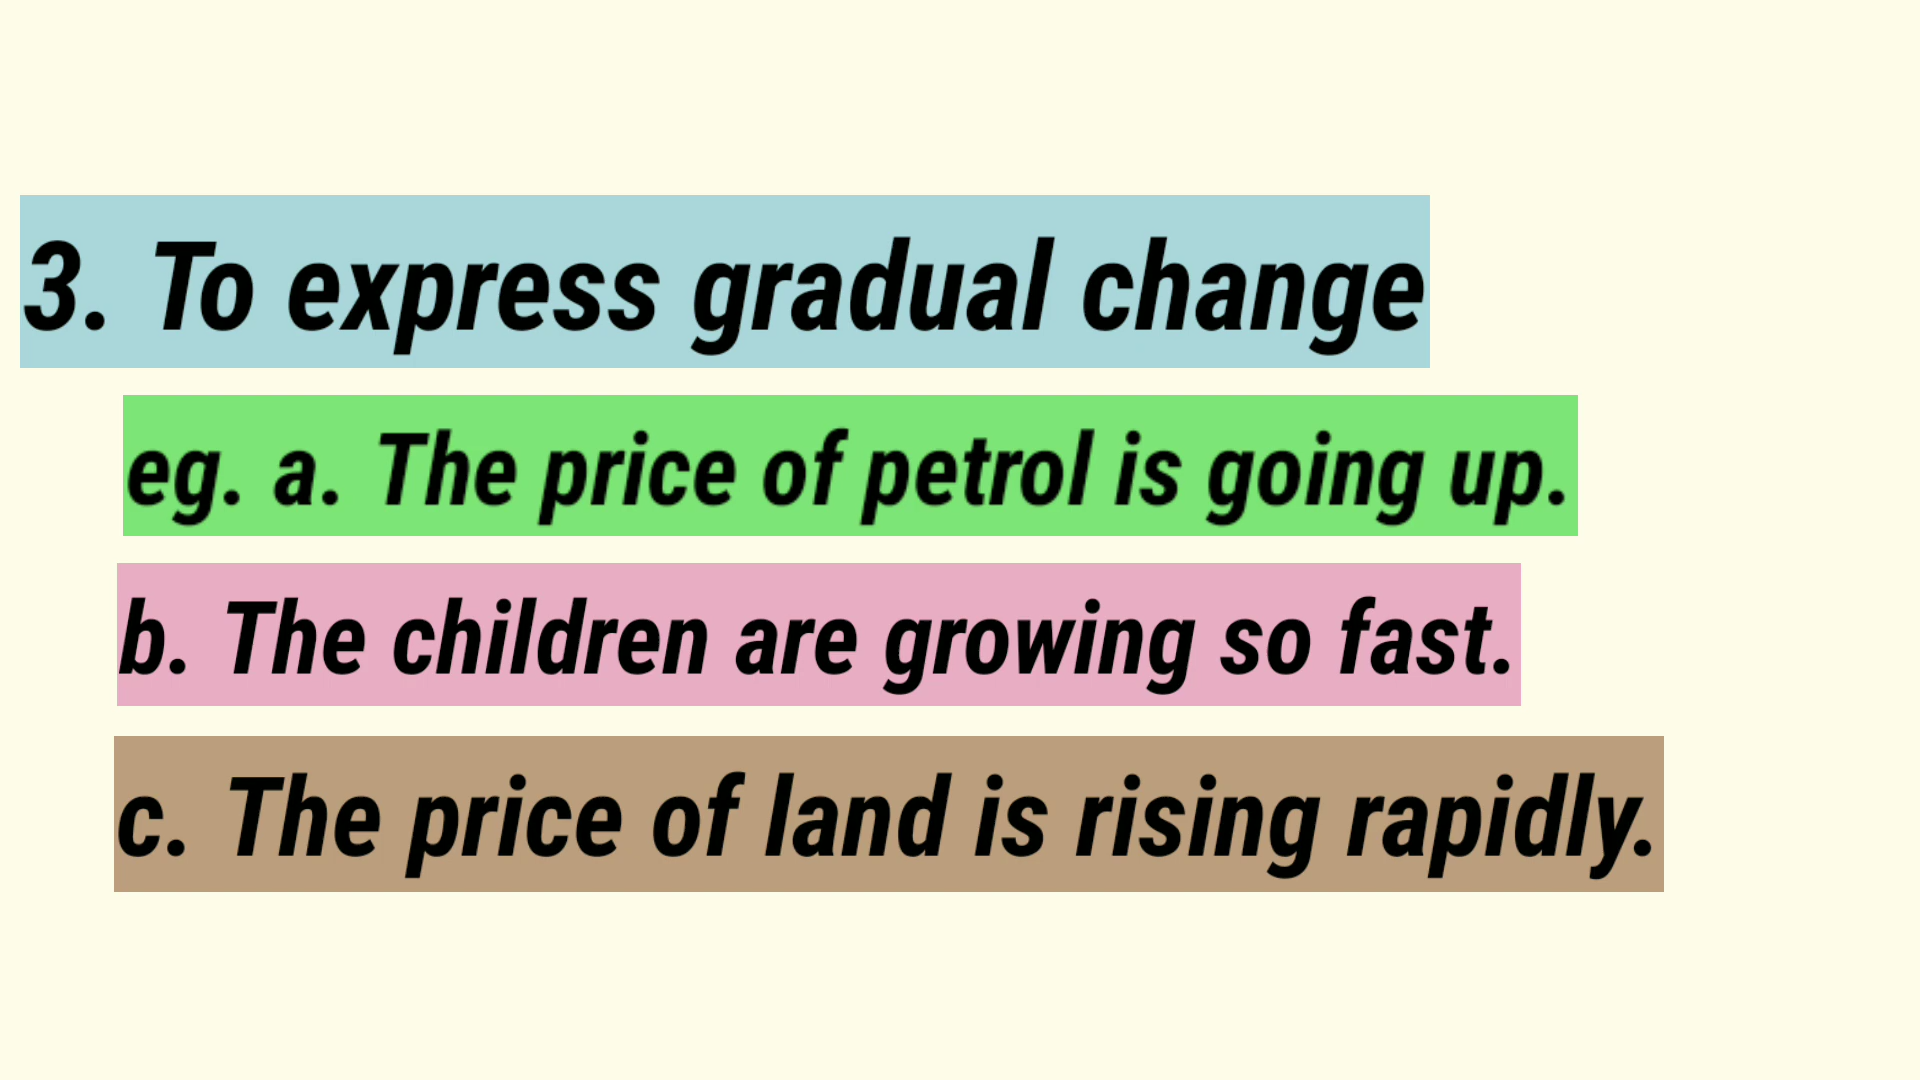 3. To express gradual change
eg. a. The price of petrol is going up.
b. The children are growing so fast.
c. The price of land is rising rapidly.